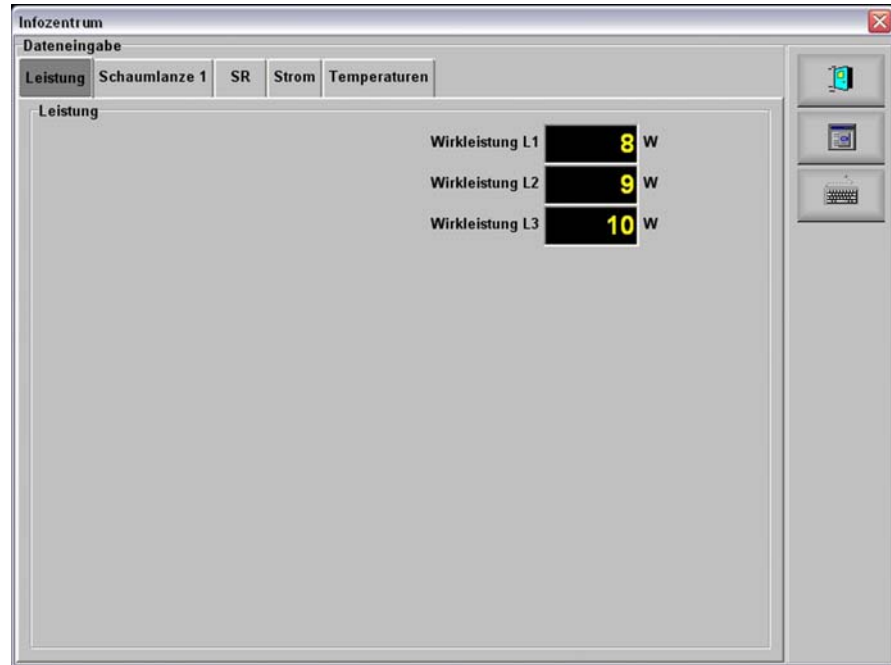 Infozentrum
Dateneingabe
Leistung Schaumlanze 1 SR Strom Temperaturen
Leistung
Wirkleistung L1 8 W
Wirkleistung L2 9 W
Wirkleistung L3 10 W